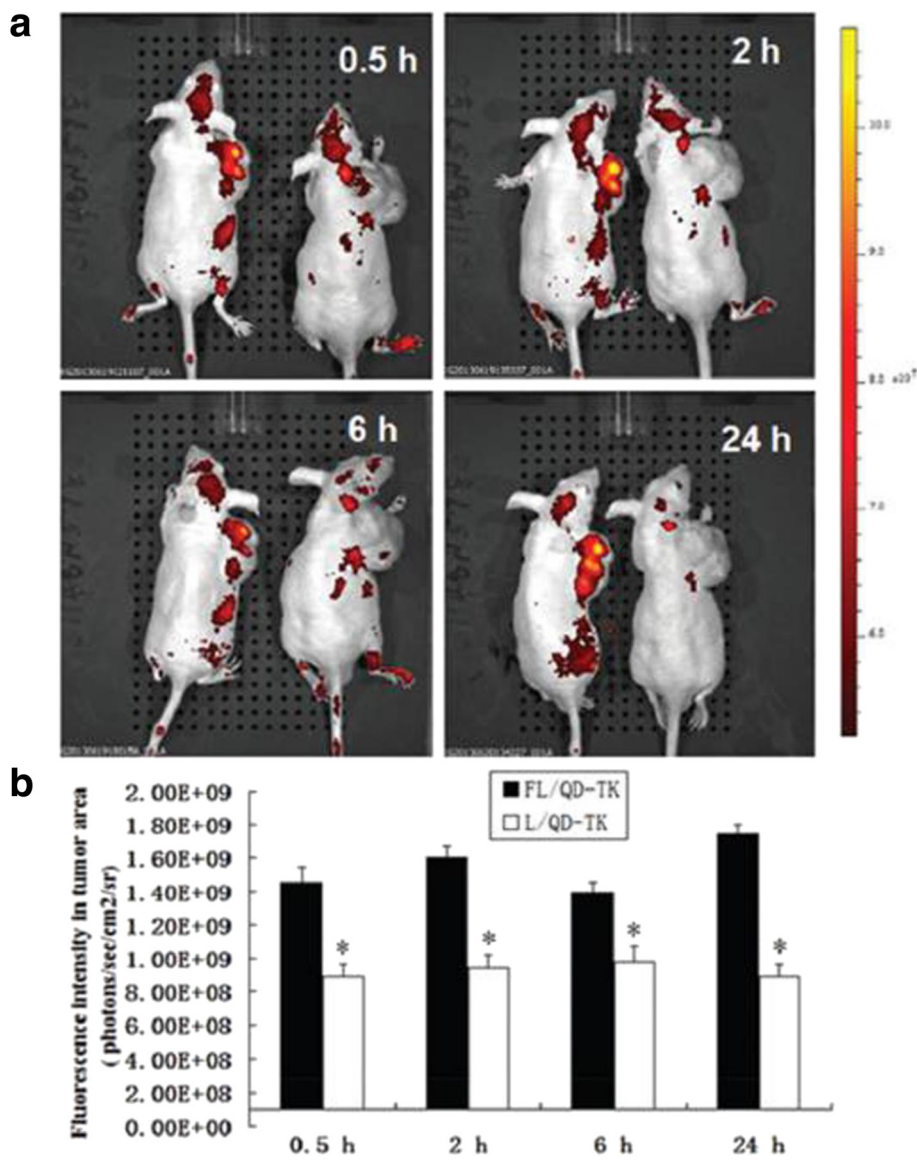 a
0.5 h
2 h
6 h
24 h
10.0
9.0
8.0
x10⁷
7.0
6.5
b
Fluorescence intensity in tumor area
( photons/sec/cm2/sr)
2. 00E+09
1. 80E+09
1. 60E+09
1. 40E+09
1. 20E+09
1. 00E+09
8. 00E+08
6. 00E+08
4. 00E+08
2. 00E+08
0. 00E+00
FL/QD-TK
L/QD-TK
*
*
*
*
0. 5 h
2 h
6 h
24 h